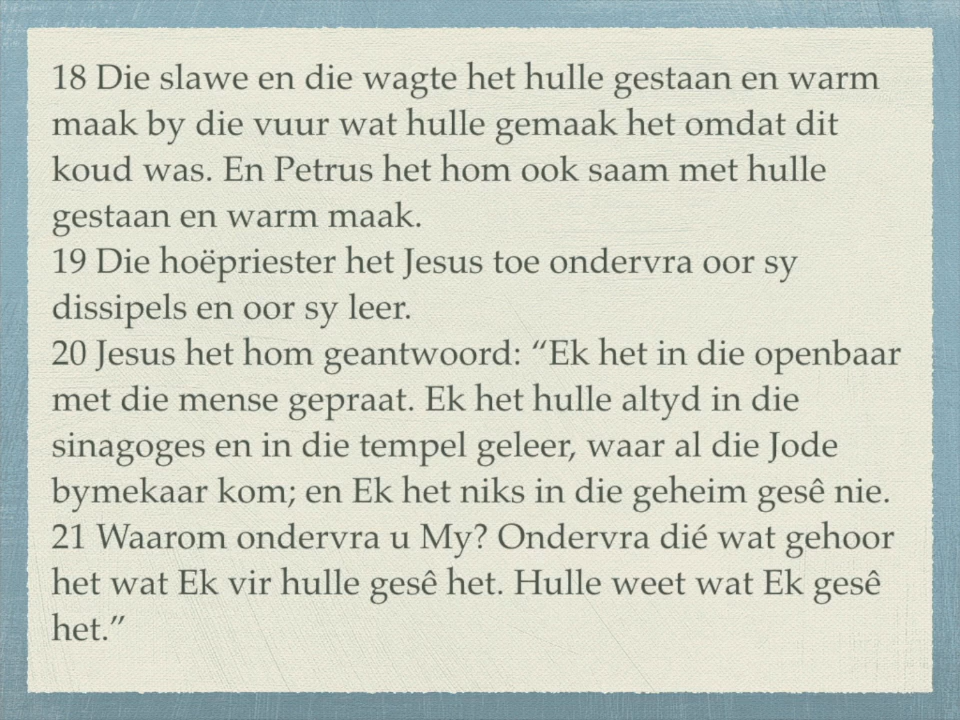 18 Die slawe en die wagte het hulle gestaan en warm
maak by die vuur wat hulle gemaak het omdat dit
koud was. En Petrus het hom ook saam met hulle
gestaan en warm maak.
19 Die hoëpriester het Jesus toe ondervra oor sy
dissipels en oor sy leer.
20 Jesus het hom geantwoord: “Ek het in die openbaar
met die mense gepraat. Ek het hulle altyd in die
sinagoges en in die tempel geleer, waar al die Jode
bymekaar kom; en Ek het niks in die geheim gesê nie.
21 Waarom ondervra u My? Ondervra dié wat gehoor
het wat Ek vir hulle gesê het. Hulle weet wat Ek gesê
het.”